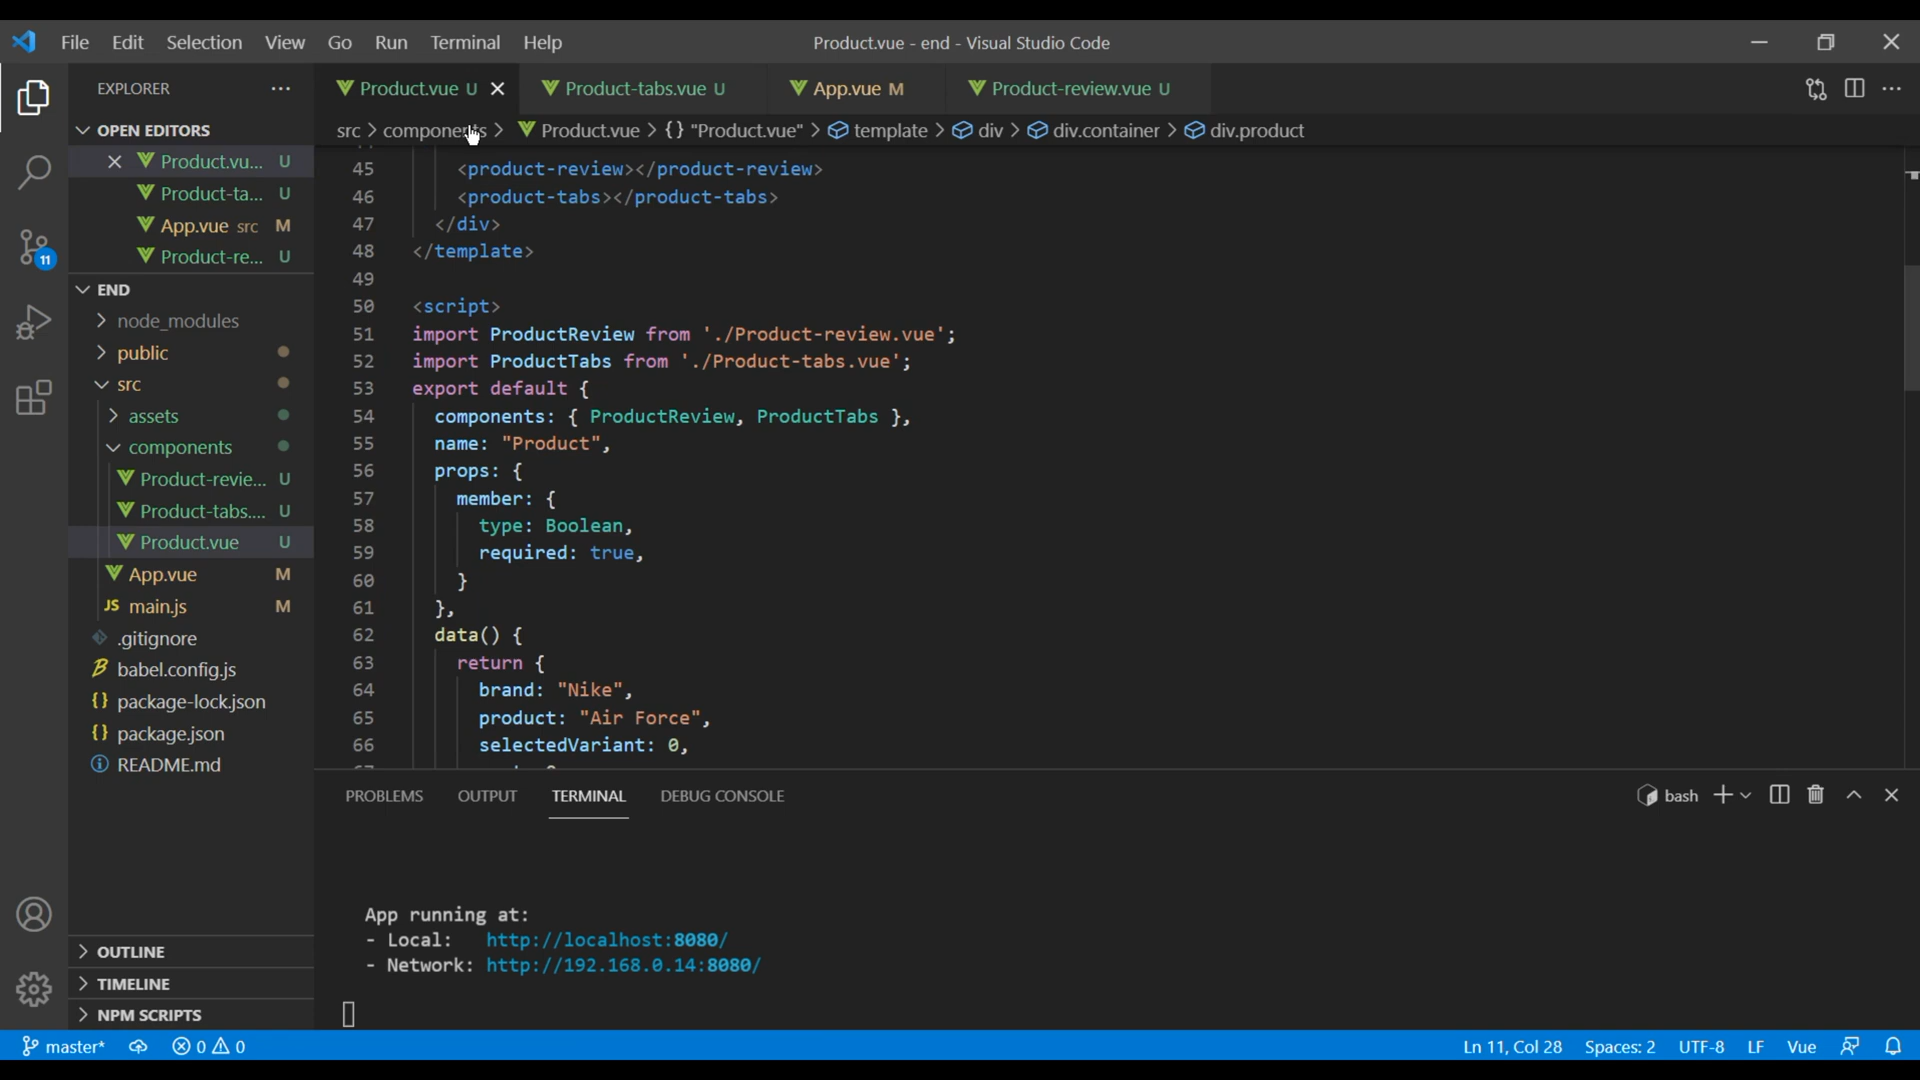 File Edit Selection View Go Run Terminal Help Product.vue - end - Visual Studio Code
EXPLORER
Product.vue U Product-tabs.vue U App.vue M Product-review.vue U
src components Product.vue {} "Product.vue" template div div.container div.product
OPEN EDITORS
Product.vu... U
Product-ta... U
App.vue src M
Product-re... U
11
END
node_modules
public
src
assets
components
Product-revie... U
Product-tabs.... U
Product.vue U
App.vue M
JS main.js M
.gitignore
babel.config.js
{} package-lock.json
{} package.json
README.md
OUTLINE
TIMELINE
NPM SCRIPTS
45 <product-review></product-review>
46 <product-tabs></product-tabs>
47 </div>
48 </template>
49
50 <script>
51 import ProductReview from './Product-review.vue';
52 import ProductTabs from './Product-tabs.vue';
53 export default {
54 components: { ProductReview, ProductTabs },
55 name: "Product",
56 props: {
57 member: {
58 type: Boolean,
59 required: true,
60 }
61 },
62 data() {
63 return {
64 brand: "Nike",
65 product: "Air Force",
66 selectedVariant: 0,
PROBLEMS OUTPUT TERMINAL DEBUG CONSOLE bash
App running at:
- Local: http://localhost:8080/
- Network: http://192.168.0.14:8080/
master* 0 0 Ln 11, Col 28 Spaces: 2 UTF-8 LF Vue